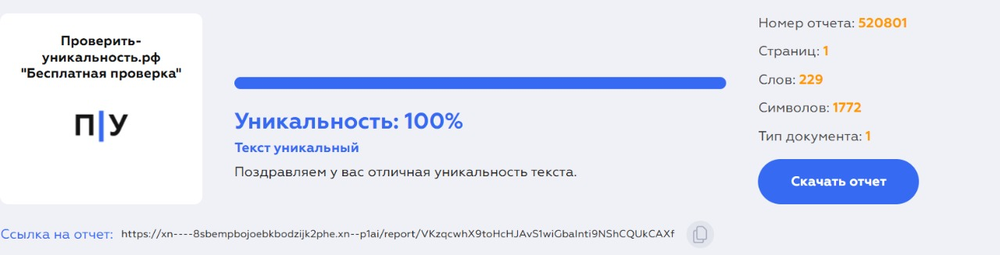 Проверить-
уникальность.рф
"Бесплатная проверка"
П|У
Уникальность: 100%
Текст уникальный
Поздравляем у вас отличная уникальность текста.
Номер отчета: 520801
Страниц: 1
Слов: 229
Символов: 1772
Тип документа: 1
Скачать отчет
Ссылка на отчет: https://xn----8sbempbojoebkbodzijk2phe.xn--p1ai/report/VKzqcwhX9toHcHJAvS1wiGbaInti9NShCQUkCAXf